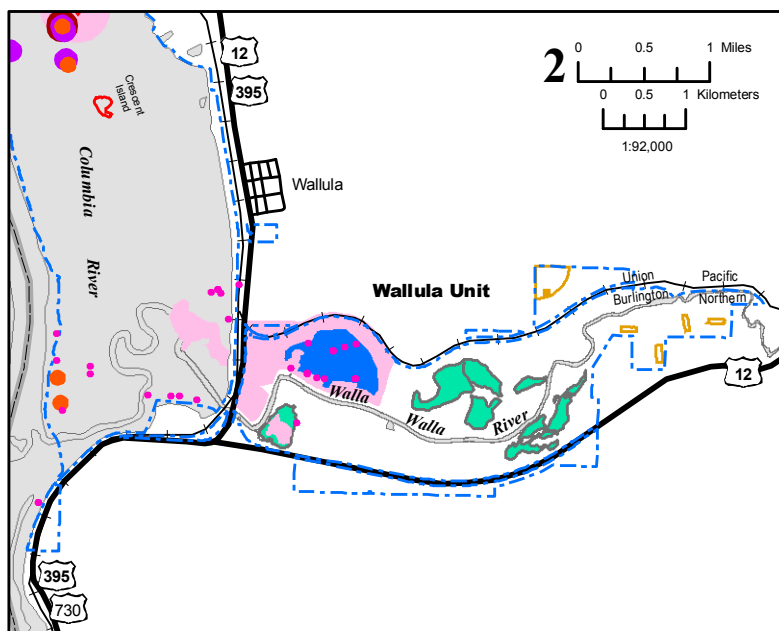 2
0 0.5 1 Miles
0 0.5 1 Kilometers
1:92,000
12
395
Crescent
Island
Columbia
River
Wallula
Wallula Unit
Union Pacific
Burlington Northern
12
Walla
Walla
River
395
730